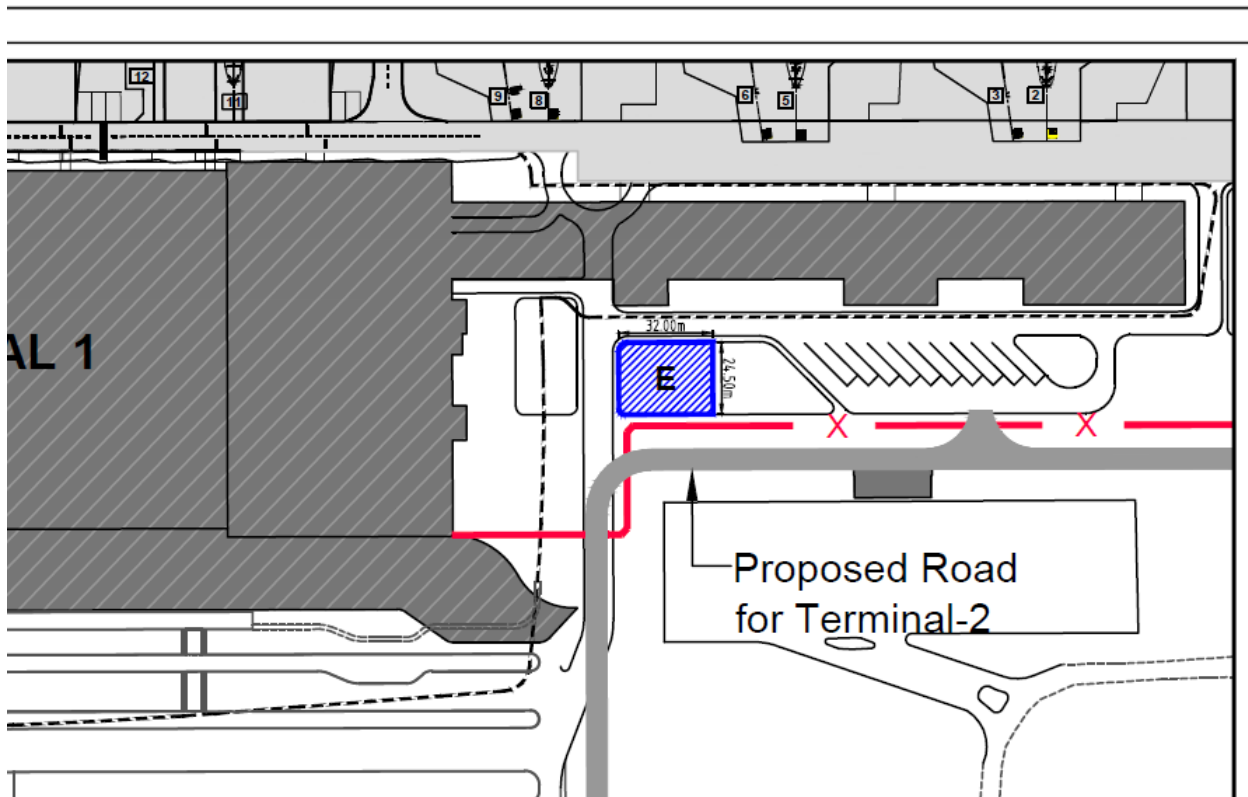 12
11
9
8
6
5
3
2
32.00m
AL 1
E
24.50m
X
X
Proposed Road
for Terminal-2